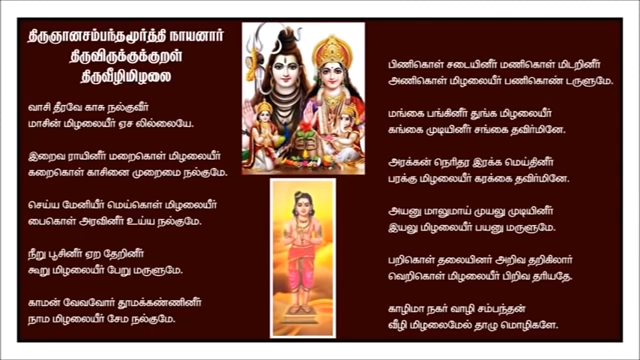 திருஞானசம்பந்தமூர்த்தி நாயனார்
திருவிருக்குக்குறள்
திருவீழிமிழலை
வாசி தீரவே காசு நல்குவீர்
மாசின் மிழலையீர் ஏச லில்லையே.
இறைவ ராயினீர் மறைகொள் மிழலையீர்
கறைகொள் காசினை முறைமை நல்குமே.
செய்ய மேனியீர் மெய்கொள் மிழலையீர்
பைகொள் அரவினீர் உய்ய நல்குமே.
நீறு பூசினீர் ஏற தேறினீர்
கூறு மிழலையீர் பேறு மருளுமே.
காமன் வேவவோர் தூமக்கண்ணினீர்
நாம மிழலையீர் சேம நல்குமே.
பிணிகொள் சடையினீர் மணிகொள் மிடறினீர்
அணிகொள் மிழலையீர் பணிகொண் டருளுமே.
மங்கை பங்கினீர் துங்க மிழலையீர்
கங்கை முடியினீர் சங்கை தவிர்மினே.
அரக்கன் நெரிதர இரக்க மெய்தினீர்
பரக்கு மிழலையீர் கரக்கை தவிர்மினே.
அயனு மாலுமாய் முயலு முடியினீர்
இயலு மிழலையீர் பயனு மருளுமே.
பறிகொள் தலையினார் அறிவ தறிகிலார்
வெறிகொள் மிழலையீர் பிறிவ தரியதே.
காழிமா நகர் வாழி சம்பந்தன்
வீழி மிழலைமேல் தாழு மொழிகளே.